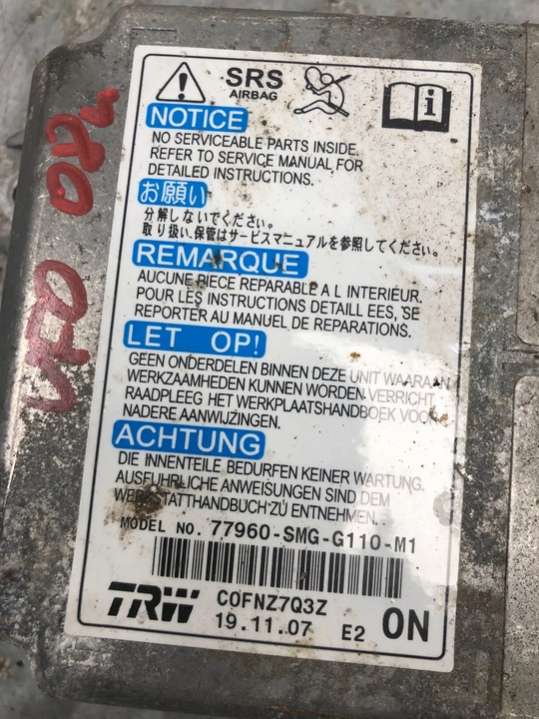 SRS
AIRBAG
i
NOTICE
NO SERVICEABLE PARTS INSIDE.
REFER TO SERVICE MANUAL FOR
DETAILED INSTRUCTIONS.
お願い
分解しないでください。
取り扱い、保管はサービスマニュアルを参照してください。
REMARQUE
AUCUNE PIECE REPARABLE A L INTERIEUR.
POUR LES INSTRUCTIONS DETAILL EES, SE
REPORTER AU MANUEL DE REPARATIONS.
LET OP!
GEEN ONDERDELEN BINNEN DEZE UNIT WAARAAN
WERKZAAMHEDEN KUNNEN WORDEN VERRICHT.
RAADPLEEG HET WERKPLAATSHANDBOEK VOOR
NADERE AANWIJZINGEN.
ACHTUNG
DIE INNENTEILE BEDURFEN KEINER WARTUNG.
AUSFUHRLICHE ANWEISUNGEN SIND DEM
WERKSTATTHANDBUCH ZU ENTNEHMEN.
MODEL NO. 77960-SMG-G110-M1
TRW
C0FNZ7Q3Z
19.11.07 E2 ON
UFO